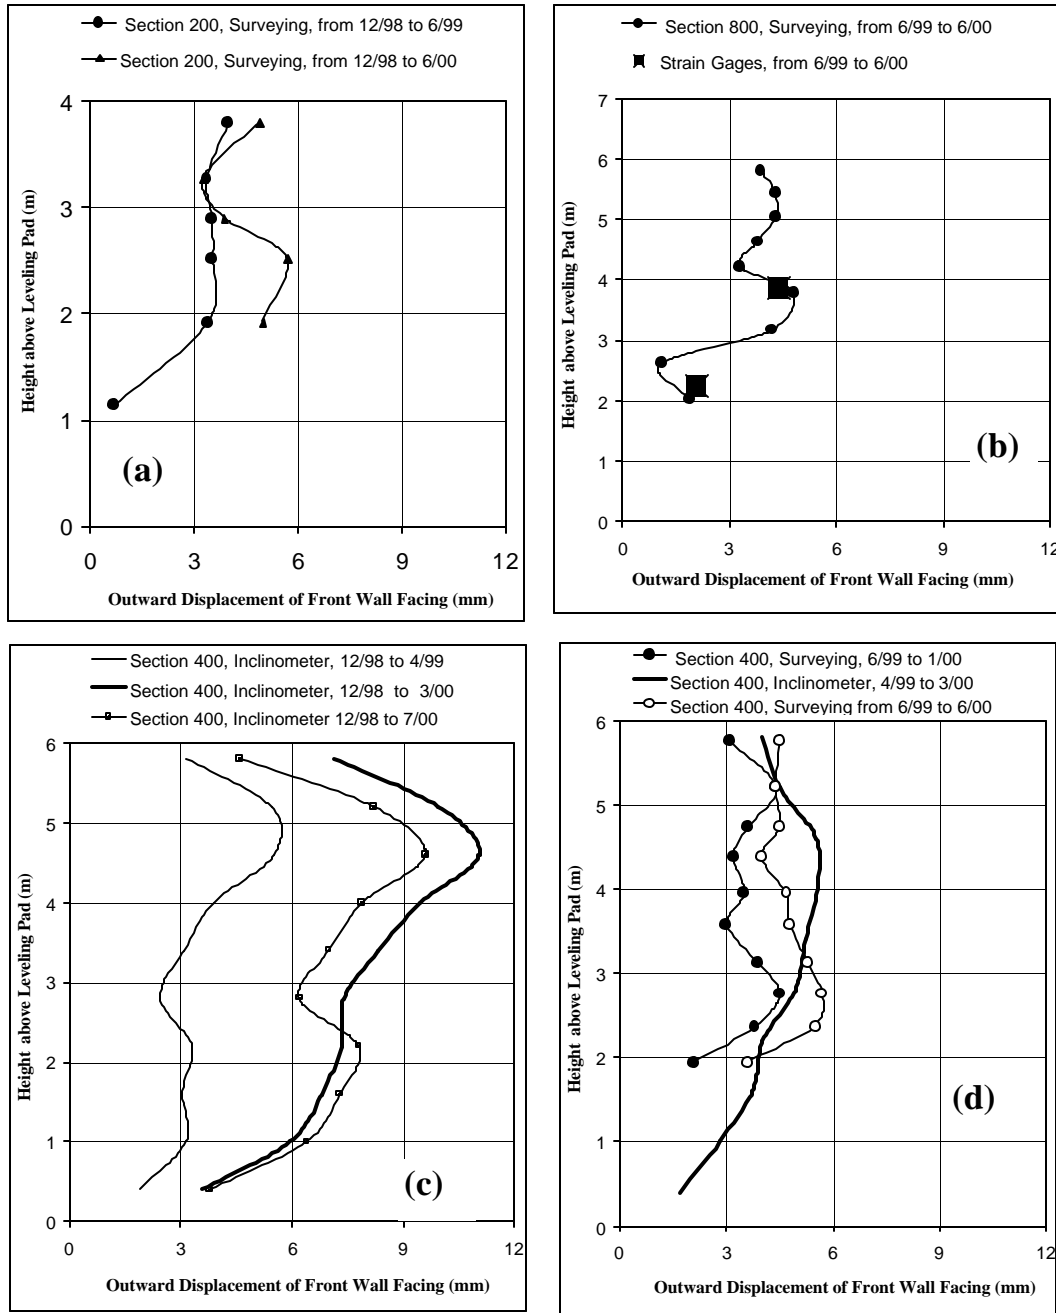 Section 200, Surveying, from 12/98 to 6/99
Section 200, Surveying, from 12/98 to 6/00
4
3
2
1
0
0 3 6 9 12
Height above Leveling Pad (m)
Outward Displacement of Front Wall Facing (mm)
(a)
Section 800, Surveying, from 6/99 to 6/00
Strain Gages, from 6/99 to 6/00
7
6
5
4
3
2
1
0
0 3 6 9 12
Height above Leveling Pad (m)
Outward Displacement of Front Wall Facing (mm)
(b)
Section 400, Inclinometer, 12/98 to 4/99
Section 400, Inclinometer, 12/98 to 3/00
Section 400, Inclinometer 12/98 to 7/00
6
5
4
3
2
1
0
0 3 6 9 12
Height above Leveling Pad (m)
Outward Displacement of Front Wall Facing (mm)
(c)
Section 400, Surveying, 6/99 to 1/00
Section 400, Inclinometer, 4/99 to 3/00
Section 400, Surveying from 6/99 to 6/00
6
5
4
3
2
1
0
0 3 6 9 12
Height above Leveling Pad (m)
Outward Displacement of Front Wall Facing (mm)
(d)